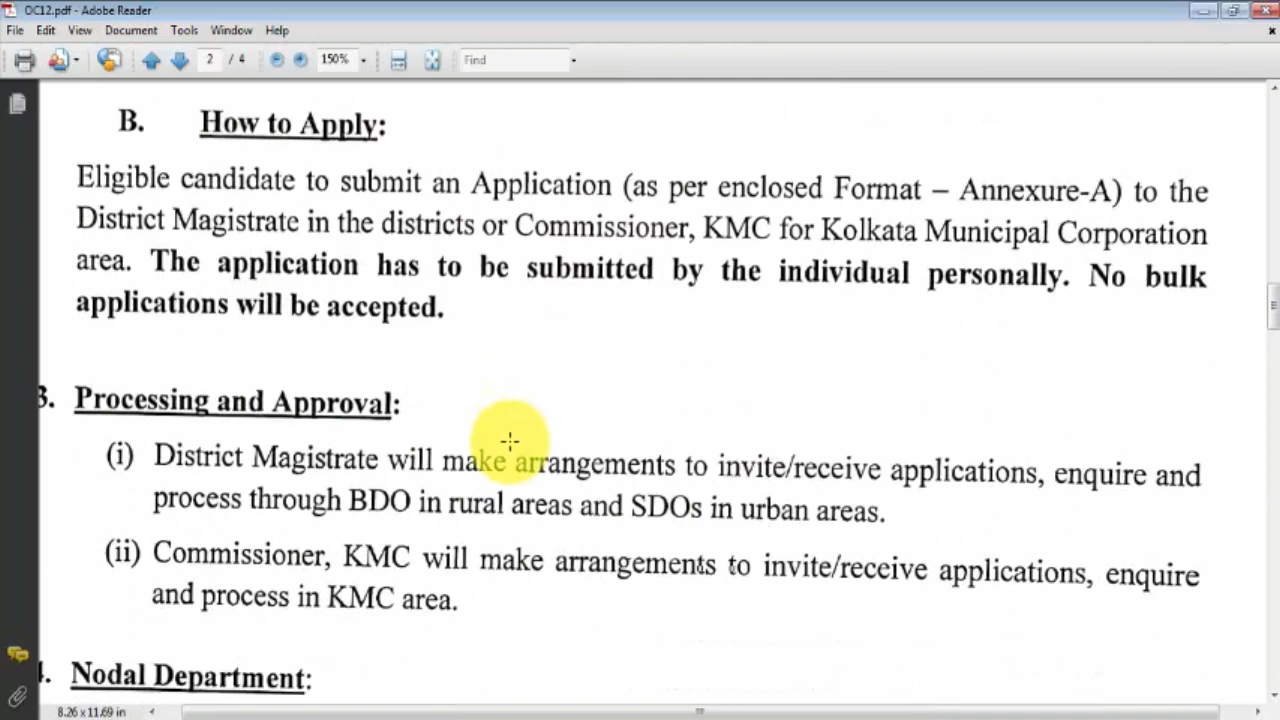 OC12.pdf - Adobe Reader
File Edit View Document Tools Window Help
2 / 4 150% Find
B. How to Apply:
Eligible candidate to submit an Application (as per enclosed Format – Annexure-A) to the
District Magistrate in the districts or Commissioner, KMC for Kolkata Municipal Corporation
area. The application has to be submitted by the individual personally. No bulk
applications will be accepted.
3. Processing and Approval:
(i) District Magistrate will make arrangements to invite/receive applications, enquire and
process through BDO in rural areas and SDOs in urban areas.
(ii) Commissioner, KMC will make arrangements to invite/receive applications, enquire
and process in KMC area.
4. Nodal Department:
8.26 x 11.69 in